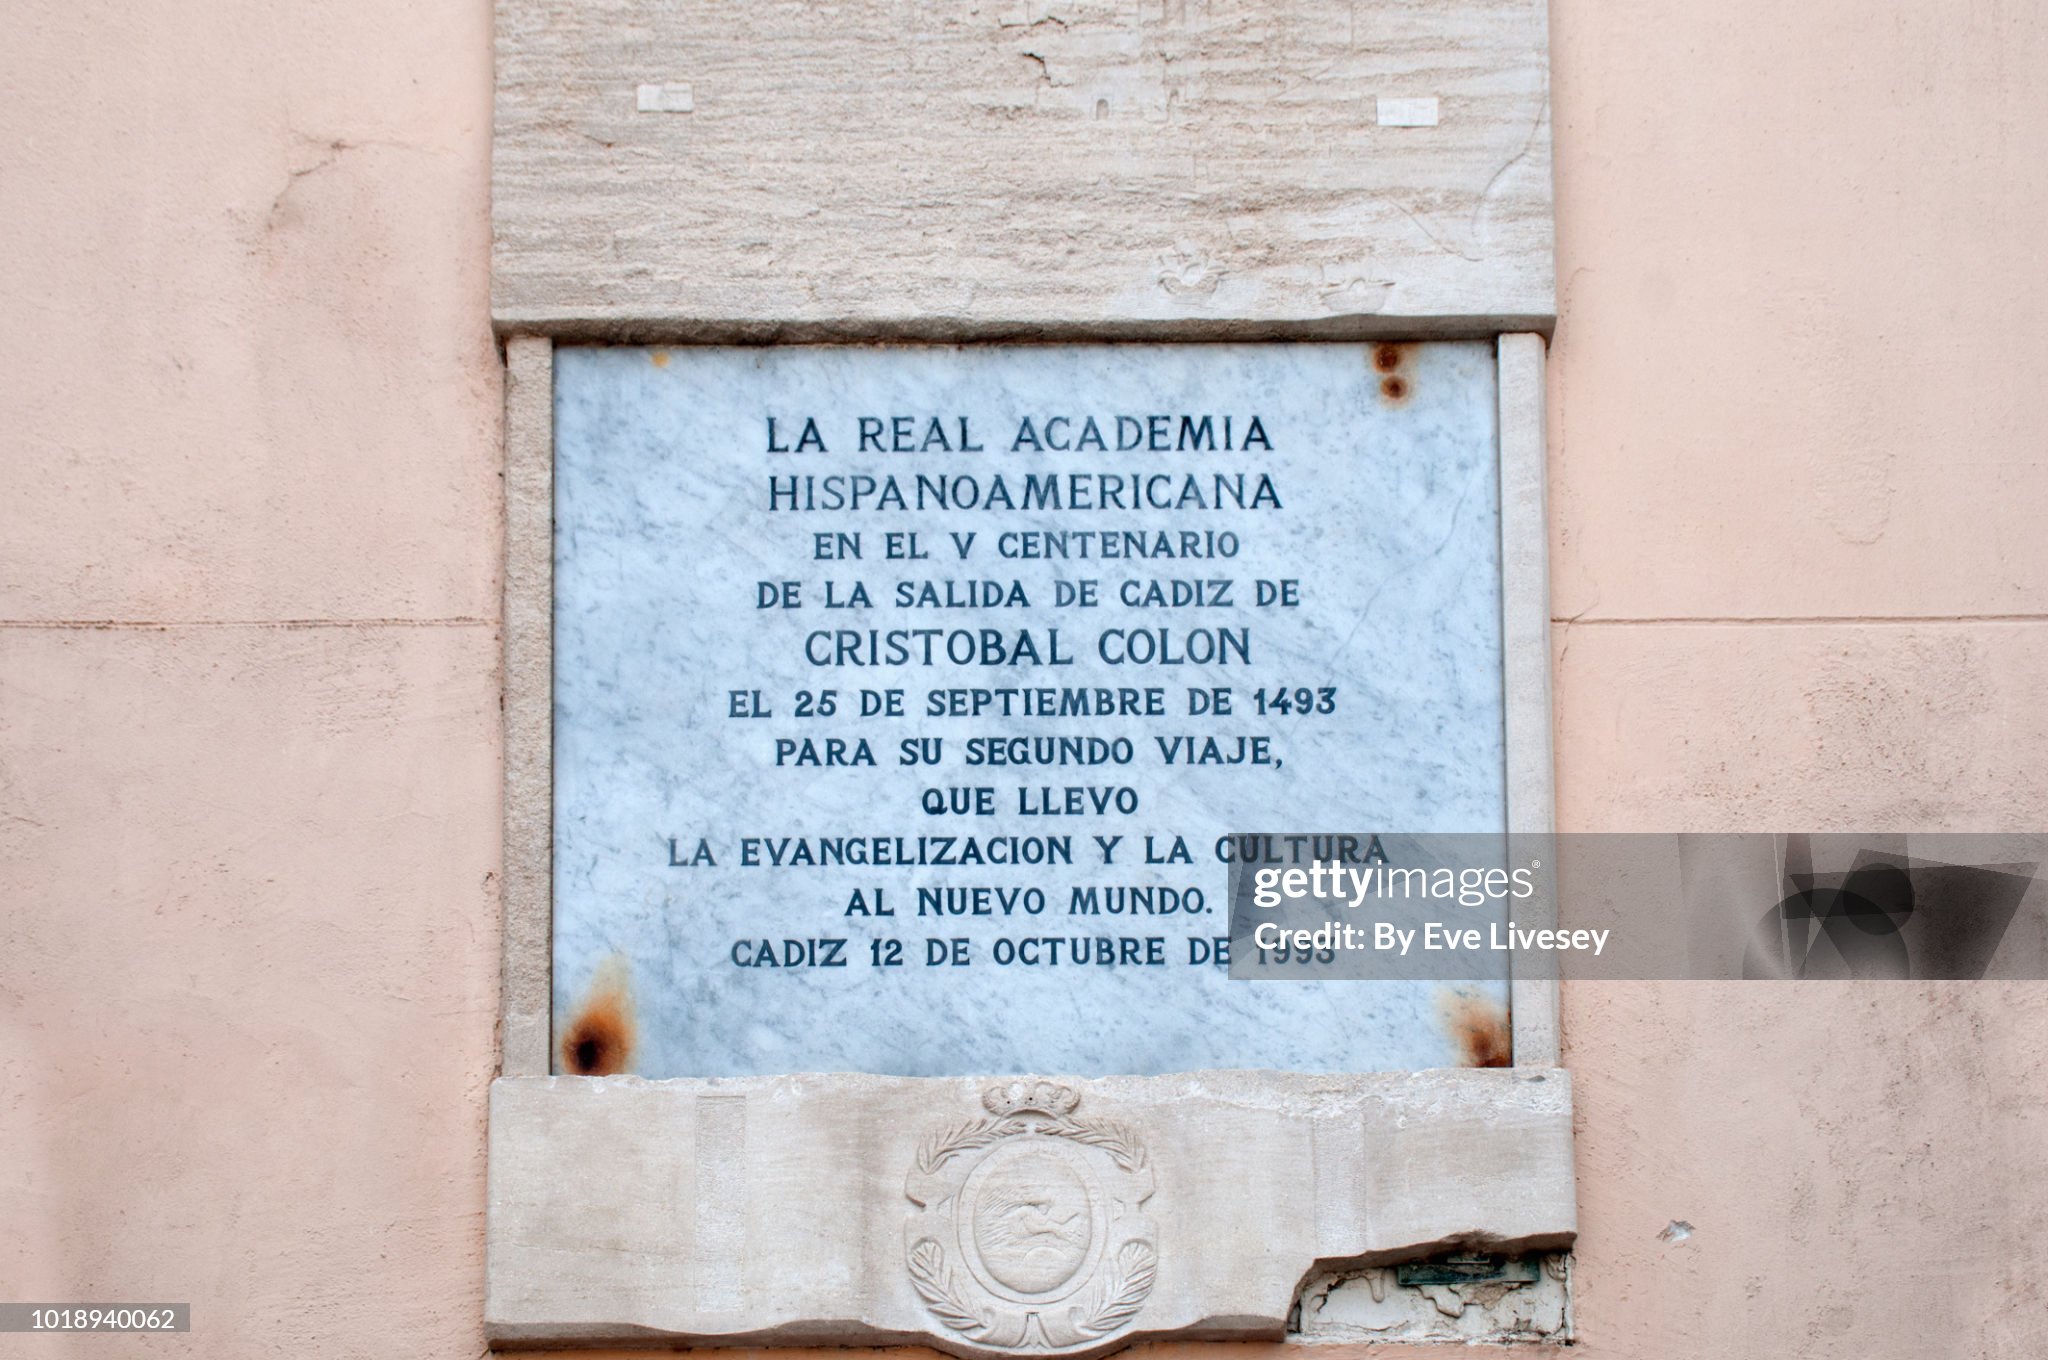 LA REAL ACADEMIA
HISPANOAMERICANA
EN EL V CENTENARIO
DE LA SALIDA DE CADIZ DE
CRISTOBAL COLON
EL 25 DE SEPTIEMBRE DE 1493
PARA SU SEGUNDO VIAJE,
QUE LLEVO
LA EVANGELIZACION Y LA CULTURA
AL NUEVO MUNDO.
CADIZ 12 DE OCTUBRE DE 1993
gettyimages®
Credit: By Eve Livesey
1018940062